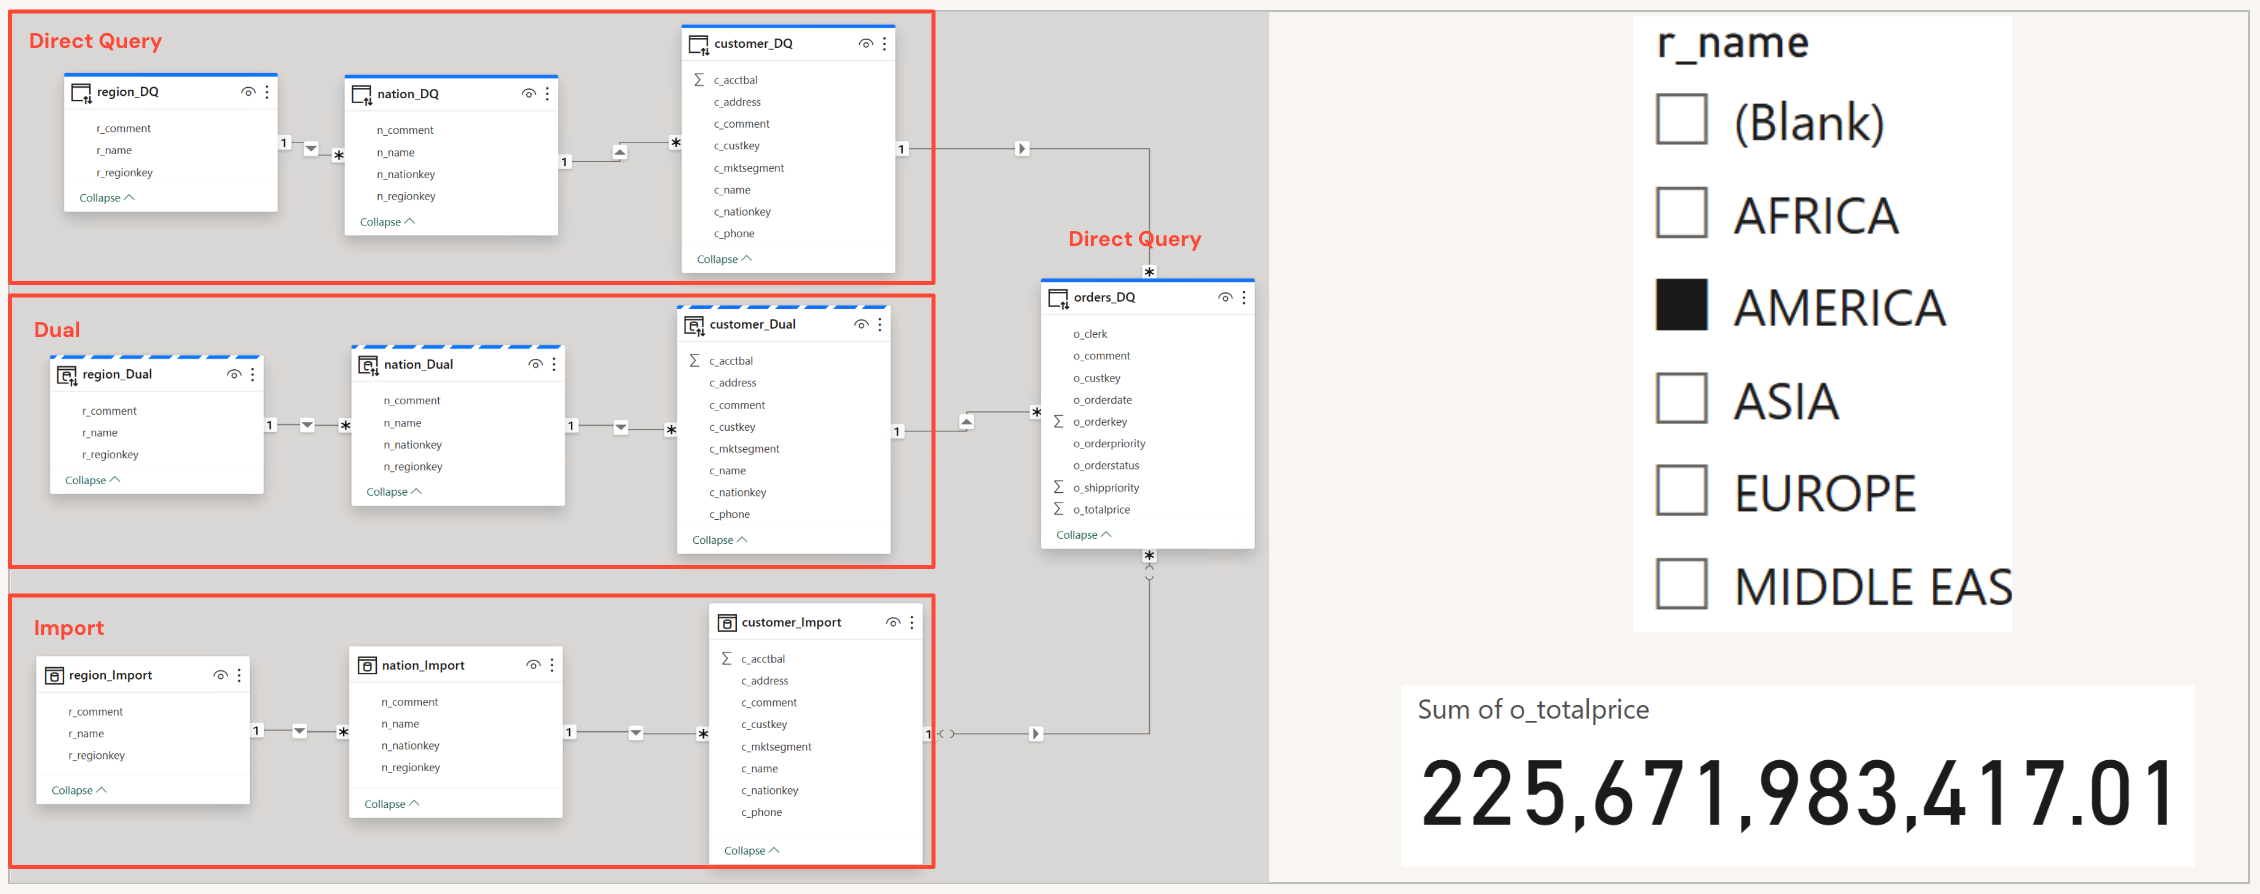 Direct Query
region_DQ
r_comment
r_name
r_regionkey
Collapse
1
*
nation_DQ
n_comment
n_name
n_nationkey
n_regionkey
Collapse
1
*
customer_DQ
c_acctbal
c_address
c_comment
c_custkey
c_mktsegment
c_name
c_nationkey
c_phone
Collapse
1
*
Dual
region_Dual
r_comment
r_name
r_regionkey
Collapse
1
*
nation_Dual
n_comment
n_name
n_nationkey
n_regionkey
Collapse
1
*
customer_Dual
c_acctbal
c_address
c_comment
c_custkey
c_mktsegment
c_name
c_nationkey
c_phone
Collapse
1
*
Import
region_Import
r_comment
r_name
r_regionkey
Collapse
1
*
nation_Import
n_comment
n_name
n_nationkey
n_regionkey
Collapse
1
*
customer_Import
c_acctbal
c_address
c_comment
c_custkey
c_mktsegment
c_name
c_nationkey
c_phone
Collapse
1
*
Direct Query
orders_DQ
o_clerk
o_comment
o_custkey
o_orderdate
o_orderkey
o_orderpriority
o_orderstatus
o_shippriority
o_totalprice
Collapse
r_name
(Blank)
AFRICA
AMERICA
ASIA
EUROPE
MIDDLE EAS
Sum of o_totalprice
225,671,983,417.01